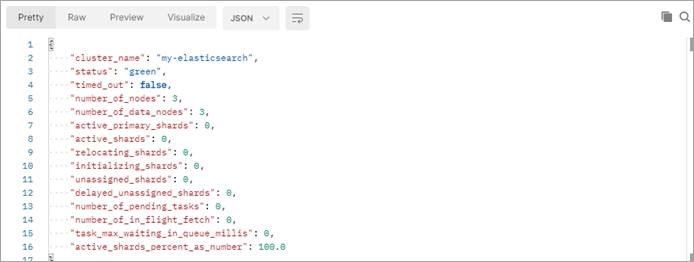 Pretty Raw Preview Visualize JSON
1 {
2 "cluster_name": "my-elasticsearch",
3 "status": "green",
4 "timed_out": false,
5 "number_of_nodes": 3,
6 "number_of_data_nodes": 3,
7 "active_primary_shards": 0,
8 "active_shards": 0,
9 "relocating_shards": 0,
10 "initializing_shards": 0,
11 "unassigned_shards": 0,
12 "delayed_unassigned_shards": 0,
13 "number_of_pending_tasks": 0,
14 "number_of_in_flight_fetch": 0,
15 "task_max_waiting_in_queue_millis": 0,
16 "active_shards_percent_as_number": 100.0
17 }